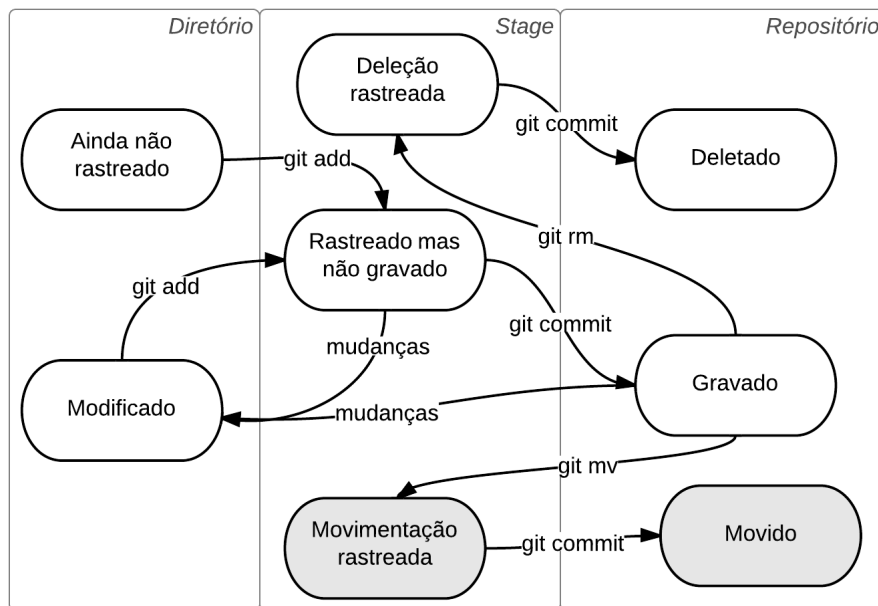 Diretório
Stage
Repositório
Deleção
rastreada
git commit
Ainda não
rastreado
git add
Deletado
Rastreado mas
não gravado
git rm
git add
git commit
mudanças
Modificado
mudanças
Gravado
git mv
Movimentação
rastreada
git commit
Movido